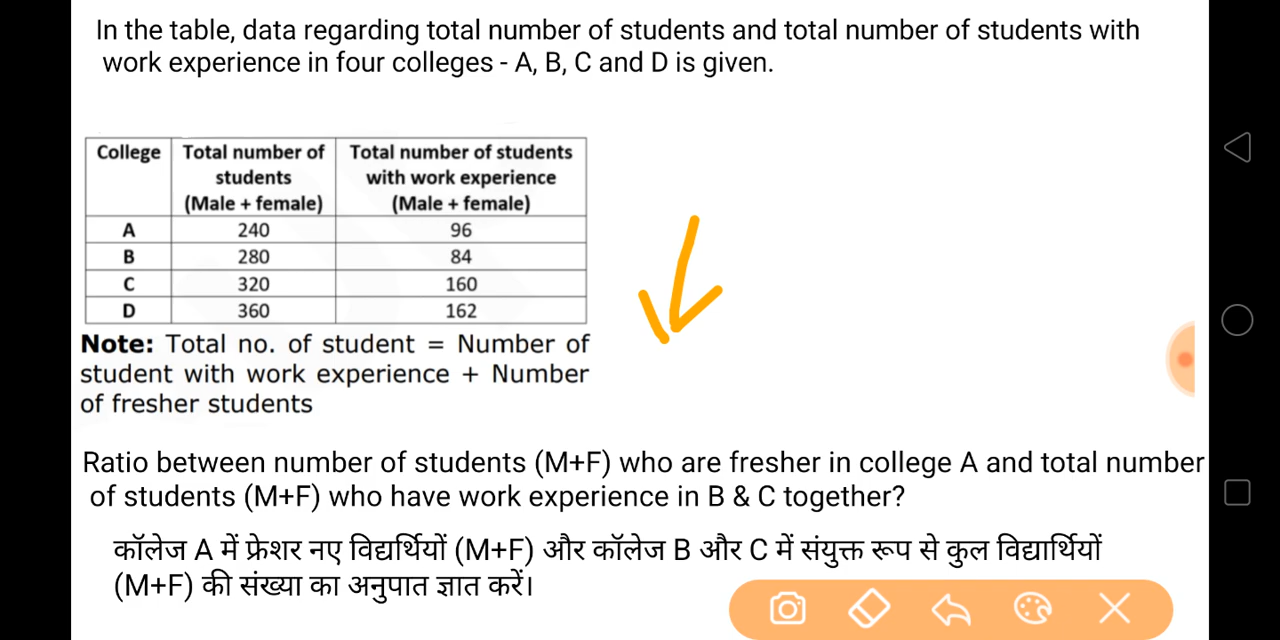 In the table, data regarding total number of students and total number of students with
work experience in four colleges - A, B, C and D is given.
College Total number of students (Male + female) Total number of students with work experience (Male + female)
A 240 96
B 280 84
C 320 160
D 360 162
Note: Total no. of student = Number of
student with work experience + Number
of fresher students
Ratio between number of students (M+F) who are fresher in college A and total number
of students (M+F) who have work experience in B & C together?
कॉलेज A में फ्रेशर नए विद्यर्थियों (M+F) और कॉलेज B और C में संयुक्त रूप से कुल विद्यार्थियों
(M+F) की संख्या का अनुपात ज्ञात करें।